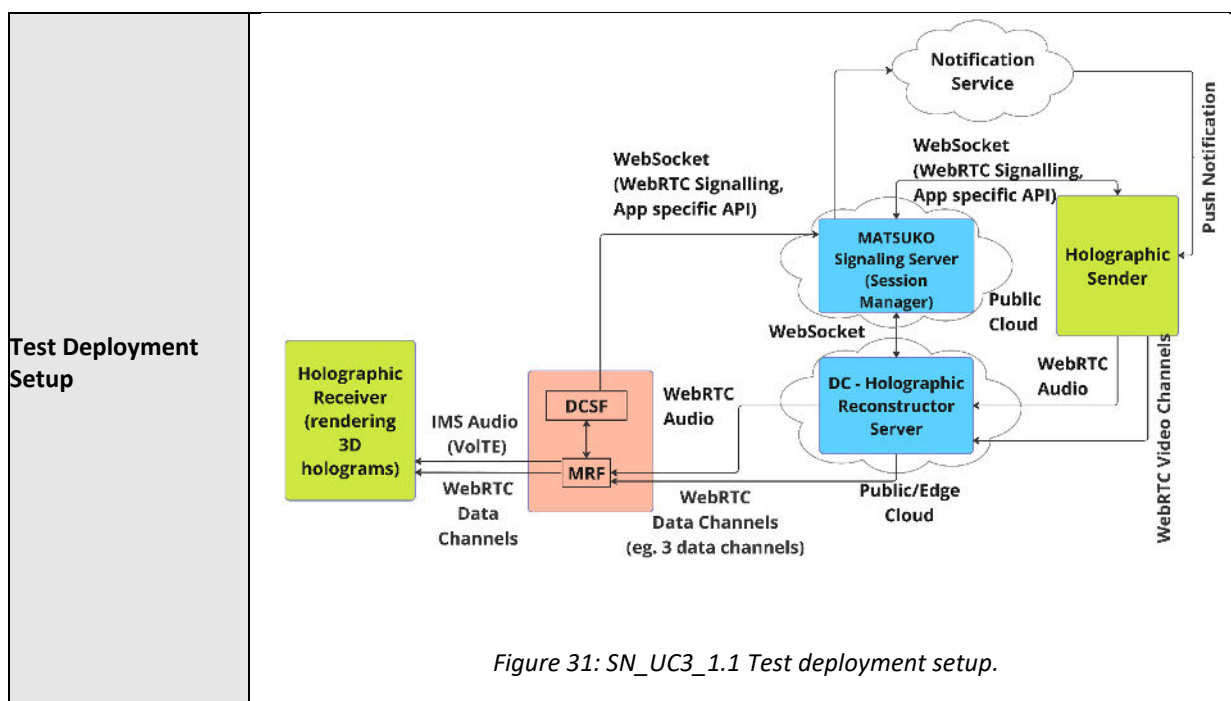 Test Deployment
Setup
Notification
Service
Push Notification
WebSocket
(WebRTC Signalling,
App specific API)
WebSocket
(WebRTC Signalling,
App specific API)
MATSUKO
Signaling Server
(Session
Manager)
Public
Cloud
Holographic
Sender
WebSocket
Holographic
Receiver
(rendering
3D
holograms)
IMS Audio
(VolTE)
WebRTC
Data
Channels
DCSF
MRF
WebRTC
Audio
DC - Holographic
Reconstructor
Server
WebRTC
Audio
WebRTC Video Channels
Public/Edge
Cloud
WebRTC
Data Channels
(eg. 3 data channels)
Figure 31: SN_UC3_1.1 Test deployment setup.